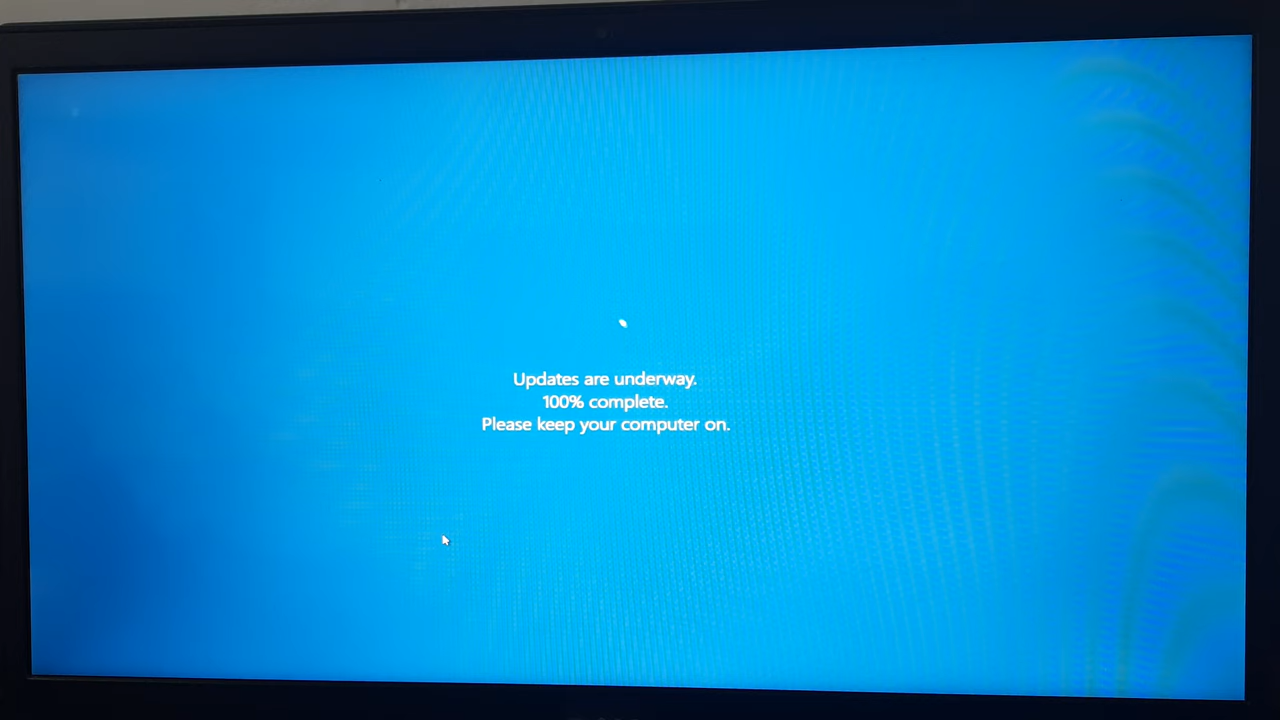 Updates are underway.
100% complete.
Please keep your computer on.